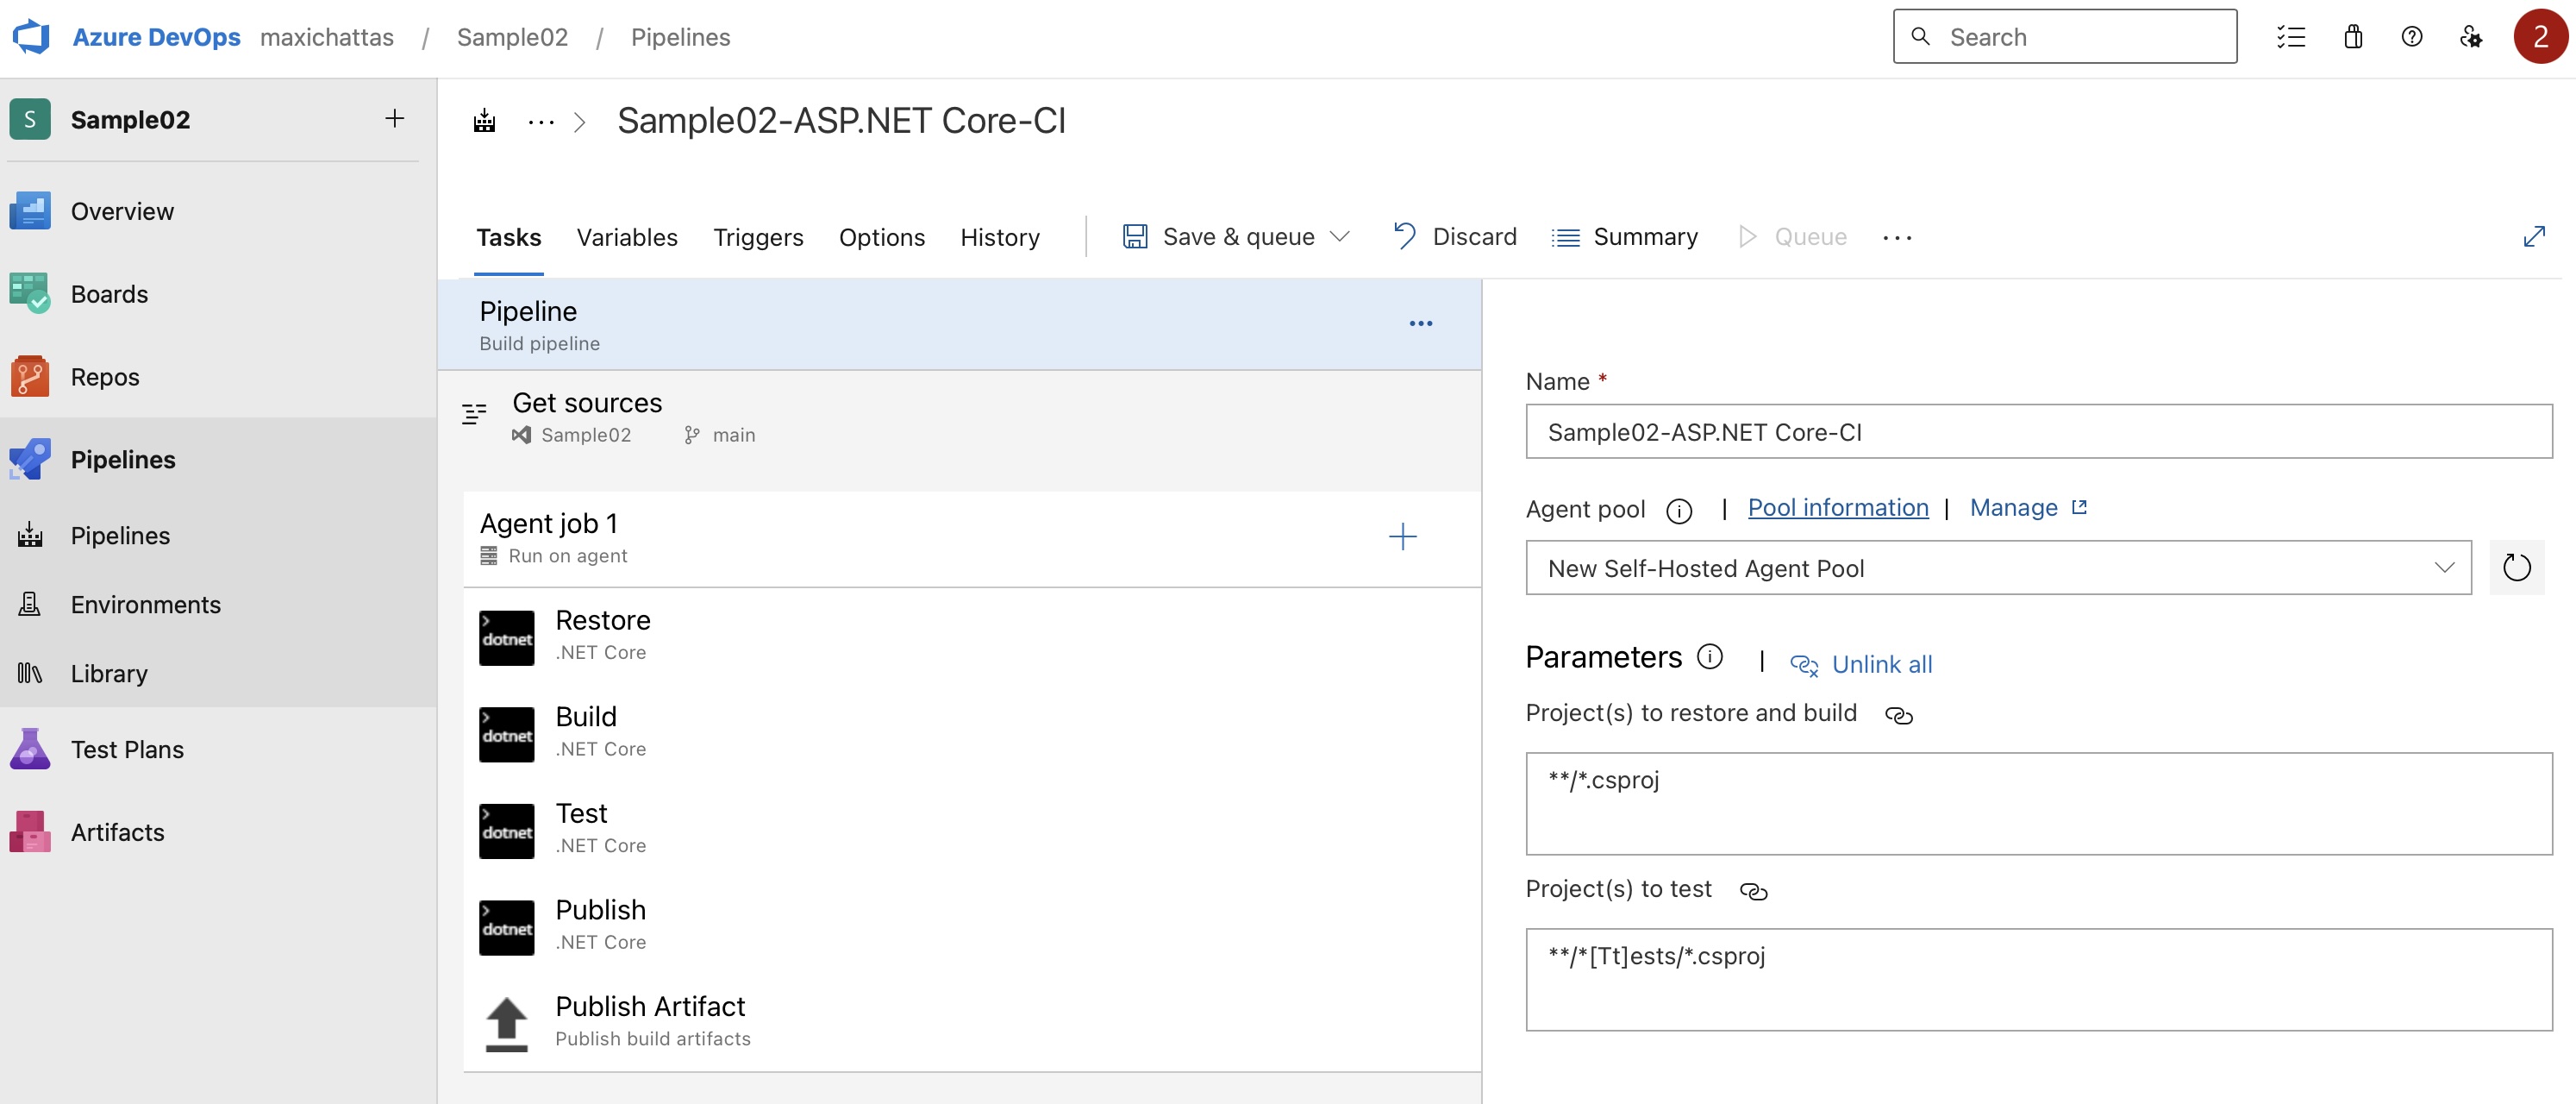 Azure DevOps maxichattas / Sample02 / Pipelines Search 2
S Sample02 +
Sample02-ASP.NET Core-CI
Overview
Boards
Repos
Pipelines
Pipelines
Environments
Library
Test Plans
Artifacts
Tasks Variables Triggers Options History Save & queue Discard Summary Queue ...
Pipeline
Build pipeline
Get sources
Sample02 main
Agent job 1
Run on agent
dotnet Restore
.NET Core
dotnet Build
.NET Core
dotnet Test
.NET Core
dotnet Publish
.NET Core
Publish Artifact
Publish build artifacts
Name *
Sample02-ASP.NET Core-CI
Agent pool | Pool information | Manage
New Self-Hosted Agent Pool
Parameters | Unlink all
Project(s) to restore and build
**/*.csproj
Project(s) to test
**/*[Tt]ests/*.csproj